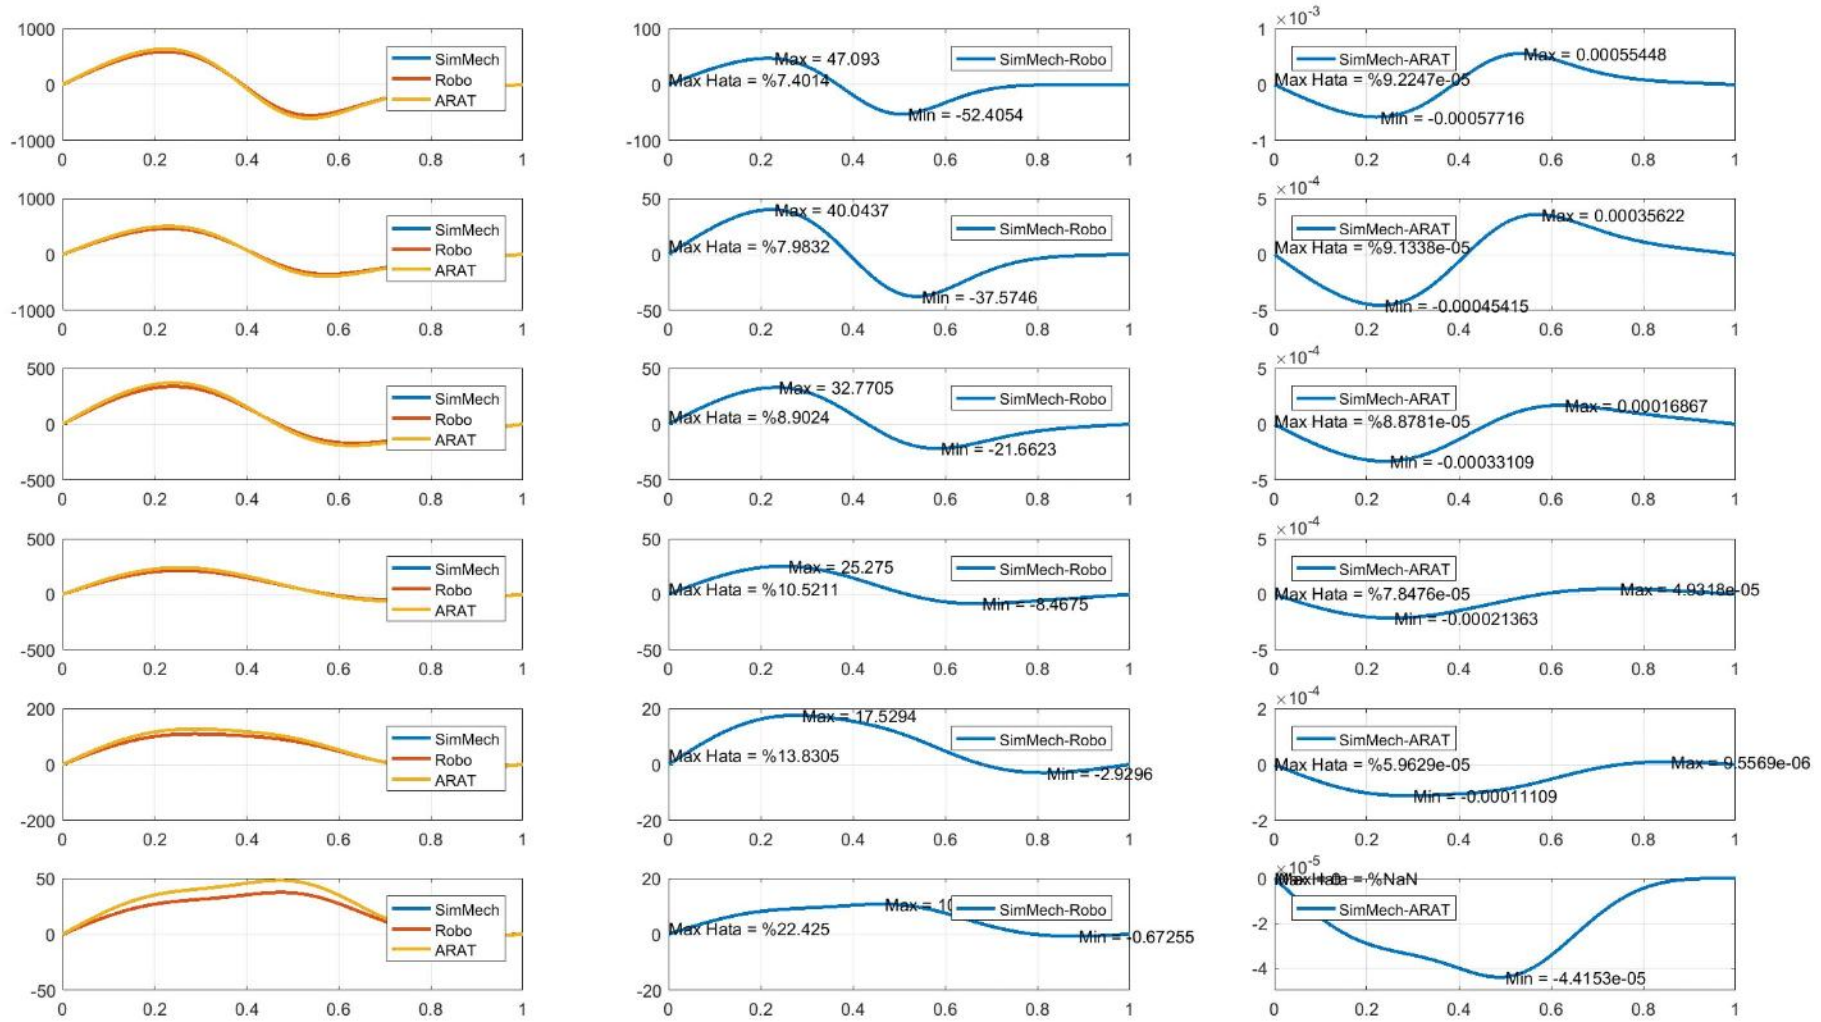 1000
0
-1000
0 0.2 0.4 0.6 0.8 1
SimMech
Robo
ARAT
100
0
-100
0 0.2 0.4 0.6 0.8 1
Max = 47.093
Max Hata = %7.4014
Min = -52.4054
SimMech-Robo
×10-3
1
0
-1
0 0.2 0.4 0.6 0.8 1
SimMech-ARAT
Max = 0.00055448
Max Hata = %9.2247e-05
Min = -0.00057716
1000
0
-1000
0 0.2 0.4 0.6 0.8 1
SimMech
Robo
ARAT
50
0
-50
0 0.2 0.4 0.6 0.8 1
Max = 40.0437
Max Hata = %7.9832
Min = -37.5746
SimMech-Robo
×10-4
5
0
-5
0 0.2 0.4 0.6 0.8 1
SimMech-ARAT
Max = 0.00035622
Max Hata = %9.1338e-05
Min = -0.00045415
500
0
-500
0 0.2 0.4 0.6 0.8 1
SimMech
Robo
ARAT
50
0
-50
0 0.2 0.4 0.6 0.8 1
Max = 32.7705
Max Hata = %8.9024
Min = -21.6623
SimMech-Robo
×10-4
5
0
-5
0 0.2 0.4 0.6 0.8 1
SimMech-ARAT
Max = 0.00016867
Max Hata = %8.8781e-05
Min = -0.00033109
500
0
-500
0 0.2 0.4 0.6 0.8 1
SimMech
Robo
ARAT
50
0
-50
0 0.2 0.4 0.6 0.8 1
Max = 25.275
Max Hata = %10.5211
Min = -8.4675
SimMech-Robo
×10-4
5
0
-5
0 0.2 0.4 0.6 0.8 1
SimMech-ARAT
Max = 4.9318e-05
Max Hata = %7.8476e-05
Min = -0.00021363
200
0
-200
0 0.2 0.4 0.6 0.8 1
SimMech
Robo
ARAT
20
0
-20
0 0.2 0.4 0.6 0.8 1
Max = 17.5294
Max Hata = %13.8305
Min = -2.9296
SimMech-Robo
×10-4
2
0
-2
0 0.2 0.4 0.6 0.8 1
SimMech-ARAT
Max = 9.5569e-06
Max Hata = %5.9629e-05
Min = -0.00011109
50
0
-50
0 0.2 0.4 0.6 0.8 1
SimMech
Robo
ARAT
20
0
-20
0 0.2 0.4 0.6 0.8 1
Max = 10
Max Hata = %22.425
Min = -0.67255
SimMech-Robo
×10-5
0
-2
-4
0 0.2 0.4 0.6 0.8 1
Max Hata = %NaN
SimMech-ARAT
Min = -4.4153e-05